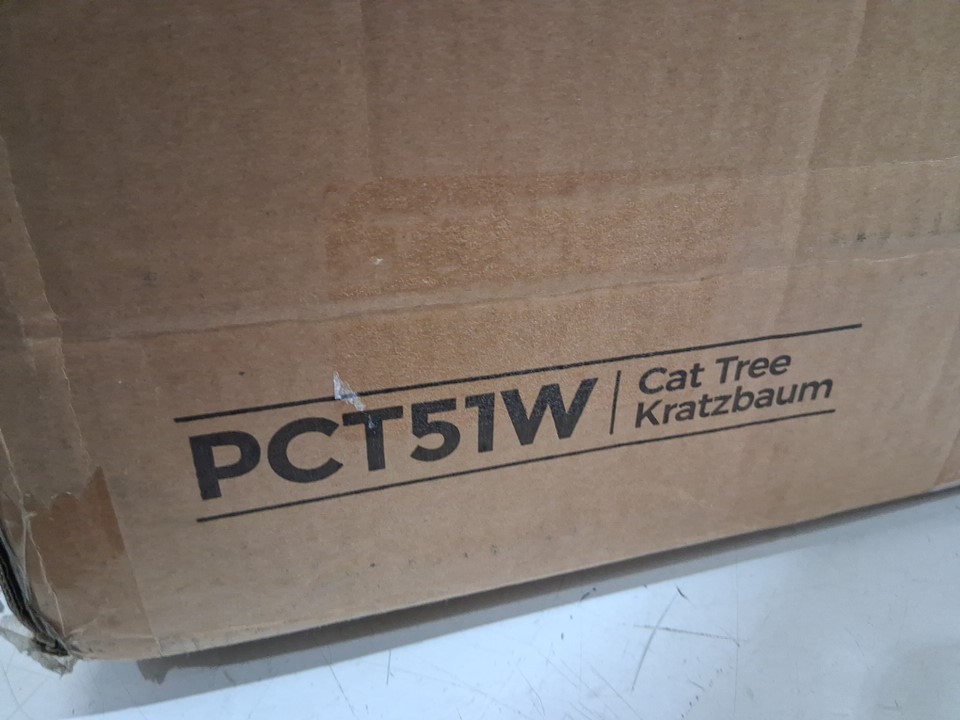 PCT51W
Cat Tree
Kratzbaum